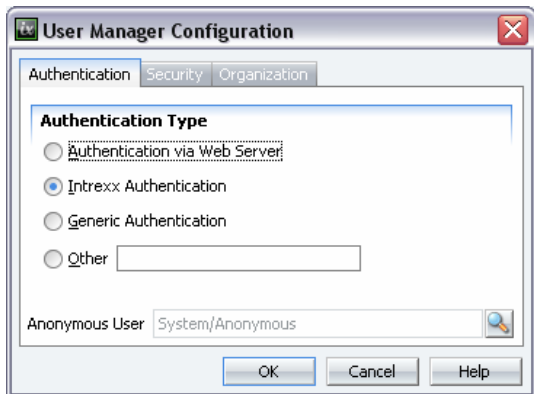 User Manager Configuration
Authentication Security Organization
Authentication Type
Authentication via Web Server
Intrexx Authentication
Generic Authentication
Other
Anonymous User System/Anonymous
OK Cancel Help